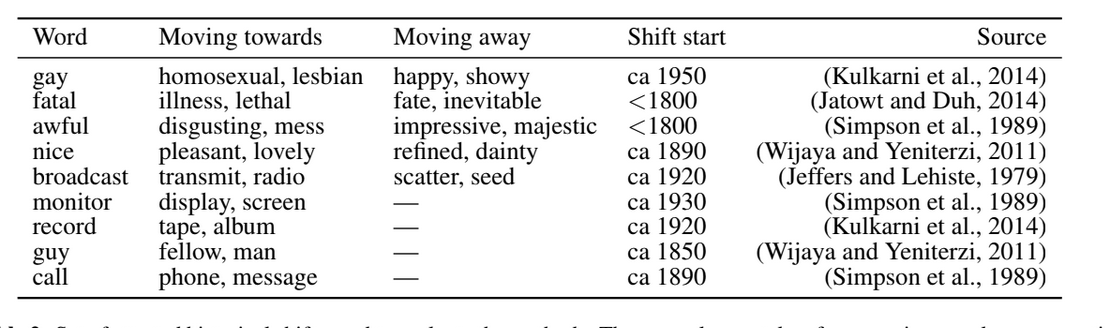 Word Moving towards Moving away Shift start Source
gay homosexual, lesbian happy, showy ca 1950 (Kulkarni et al., 2014)
fatal illness, lethal fate, inevitable <1800 (Jatowt and Duh, 2014)
awful disgusting, mess impressive, majestic <1800 (Simpson et al., 1989)
nice pleasant, lovely refined, dainty ca 1890 (Wijaya and Yeniterzi, 2011)
broadcast transmit, radio scatter, seed ca 1920 (Jeffers and Lehiste, 1979)
monitor display, screen — ca 1930 (Simpson et al., 1989)
record tape, album — ca 1920 (Kulkarni et al., 2014)
guy fellow, man — ca 1850 (Wijaya and Yeniterzi, 2011)
call phone, message — ca 1890 (Simpson et al., 1989)